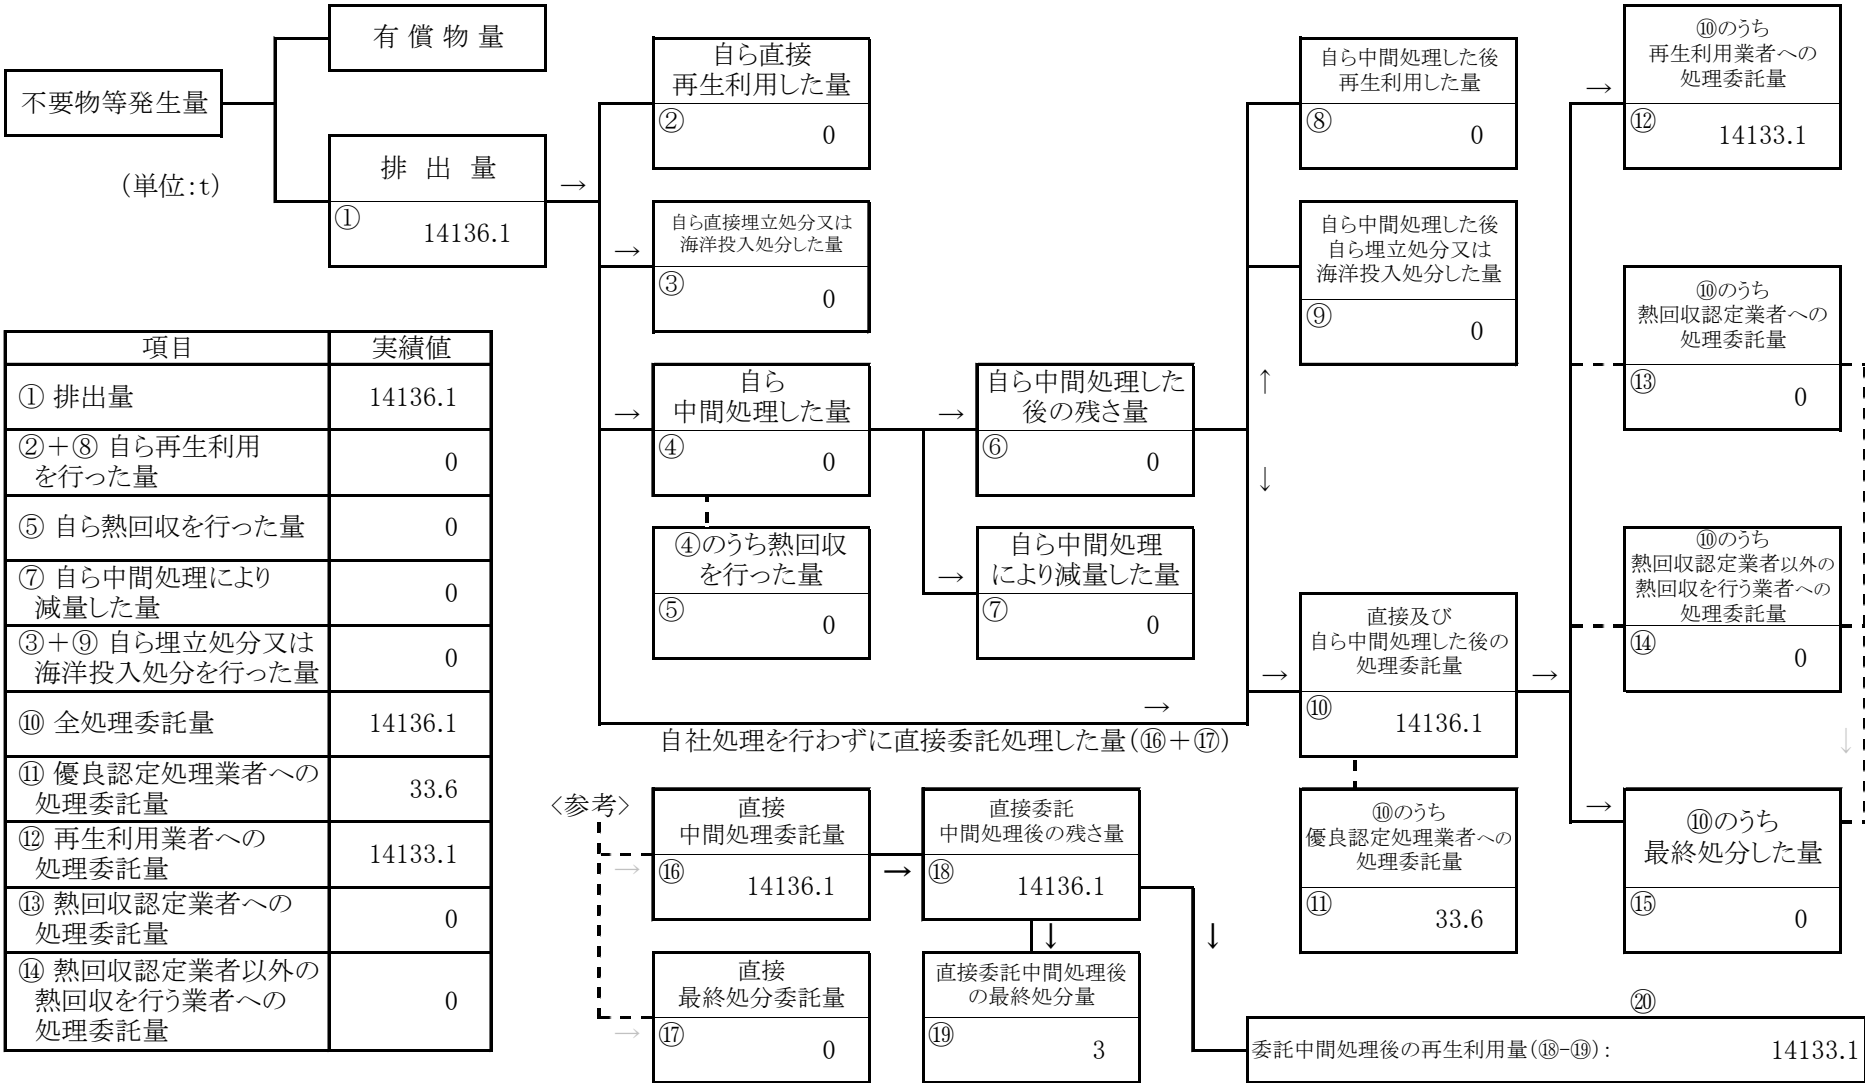 有償物量
不要物等発生量
(単位:t)
排出量
①
14136.1
自ら直接
再生利用した量
②
0
自ら直接埋立処分又は
海洋投入処分した量
③
0
自ら
中間処理した量
④
0
④のうち熱回収
を行った量
⑤
0
自ら中間処理した
後の残さ量
⑥
0
自ら中間処理
により減量した量
⑦
0
自ら中間処理した後
再生利用した量
⑧
0
自ら中間処理した後
自ら埋立処分又は
海洋投入処分した量
⑨
0
直接及び
自ら中間処理した後の
処理委託量
⑩
14136.1
⑩のうち
優良認定処理業者への
処理委託量
⑪
33.6
⑩のうち
再生利用業者への
処理委託量
⑫
14133.1
⑩のうち
熱回収認定業者への
処理委託量
⑬
0
⑩のうち
熱回収認定業者以外の
熱回収を行う業者への
処理委託量
⑭
0
⑩のうち
最終処分した量
⑮
0
自社処理を行わずに直接委託処理した量(⑯+⑰)
<参考>
直接
中間処理委託量
⑯
14136.1
直接
最終処分委託量
⑰
0
直接委託
中間処理後の残さ量
⑱
14136.1
直接委託中間処理後
の最終処分量
⑲
3
⑳
委託中間処理後の再生利用量(⑱-⑲): 14133.1
項目 実績値
① 排出量 14136.1
②+⑧ 自ら再生利用
を行った量 0
⑤ 自ら熱回収を行った量 0
⑦ 自ら中間処理により
減量した量 0
③+⑨ 自ら埋立処分又は
海洋投入処分を行った量 0
⑩ 全処理委託量 14136.1
⑪ 優良認定処理業者への
処理委託量 33.6
⑫ 再生利用業者への
処理委託量 14133.1
⑬ 熱回収認定業者への
処理委託量 0
⑭ 熱回収認定業者以外の
熱回収を行う業者への
処理委託量 0